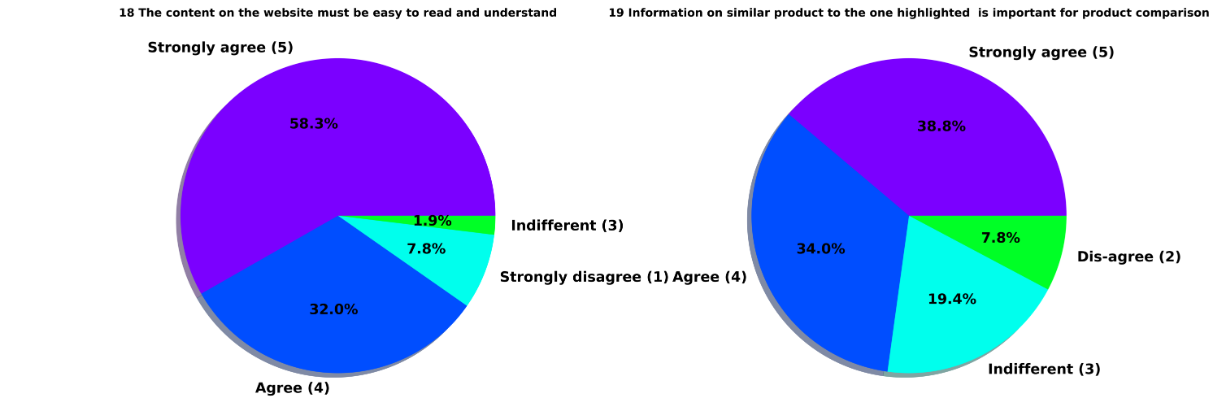 18 The content on the website must be easy to read and understand
Strongly agree (5)
58.3%
1.9%
Indifferent (3)
7.8%
Strongly disagree (1)
32.0%
Agree (4)
19 Information on similar product to the one highlighted  is important for product comparison
Strongly agree (5)
38.8%
34.0%
Agree (4)
7.8%
Dis-agree (2)
19.4%
Indifferent (3)